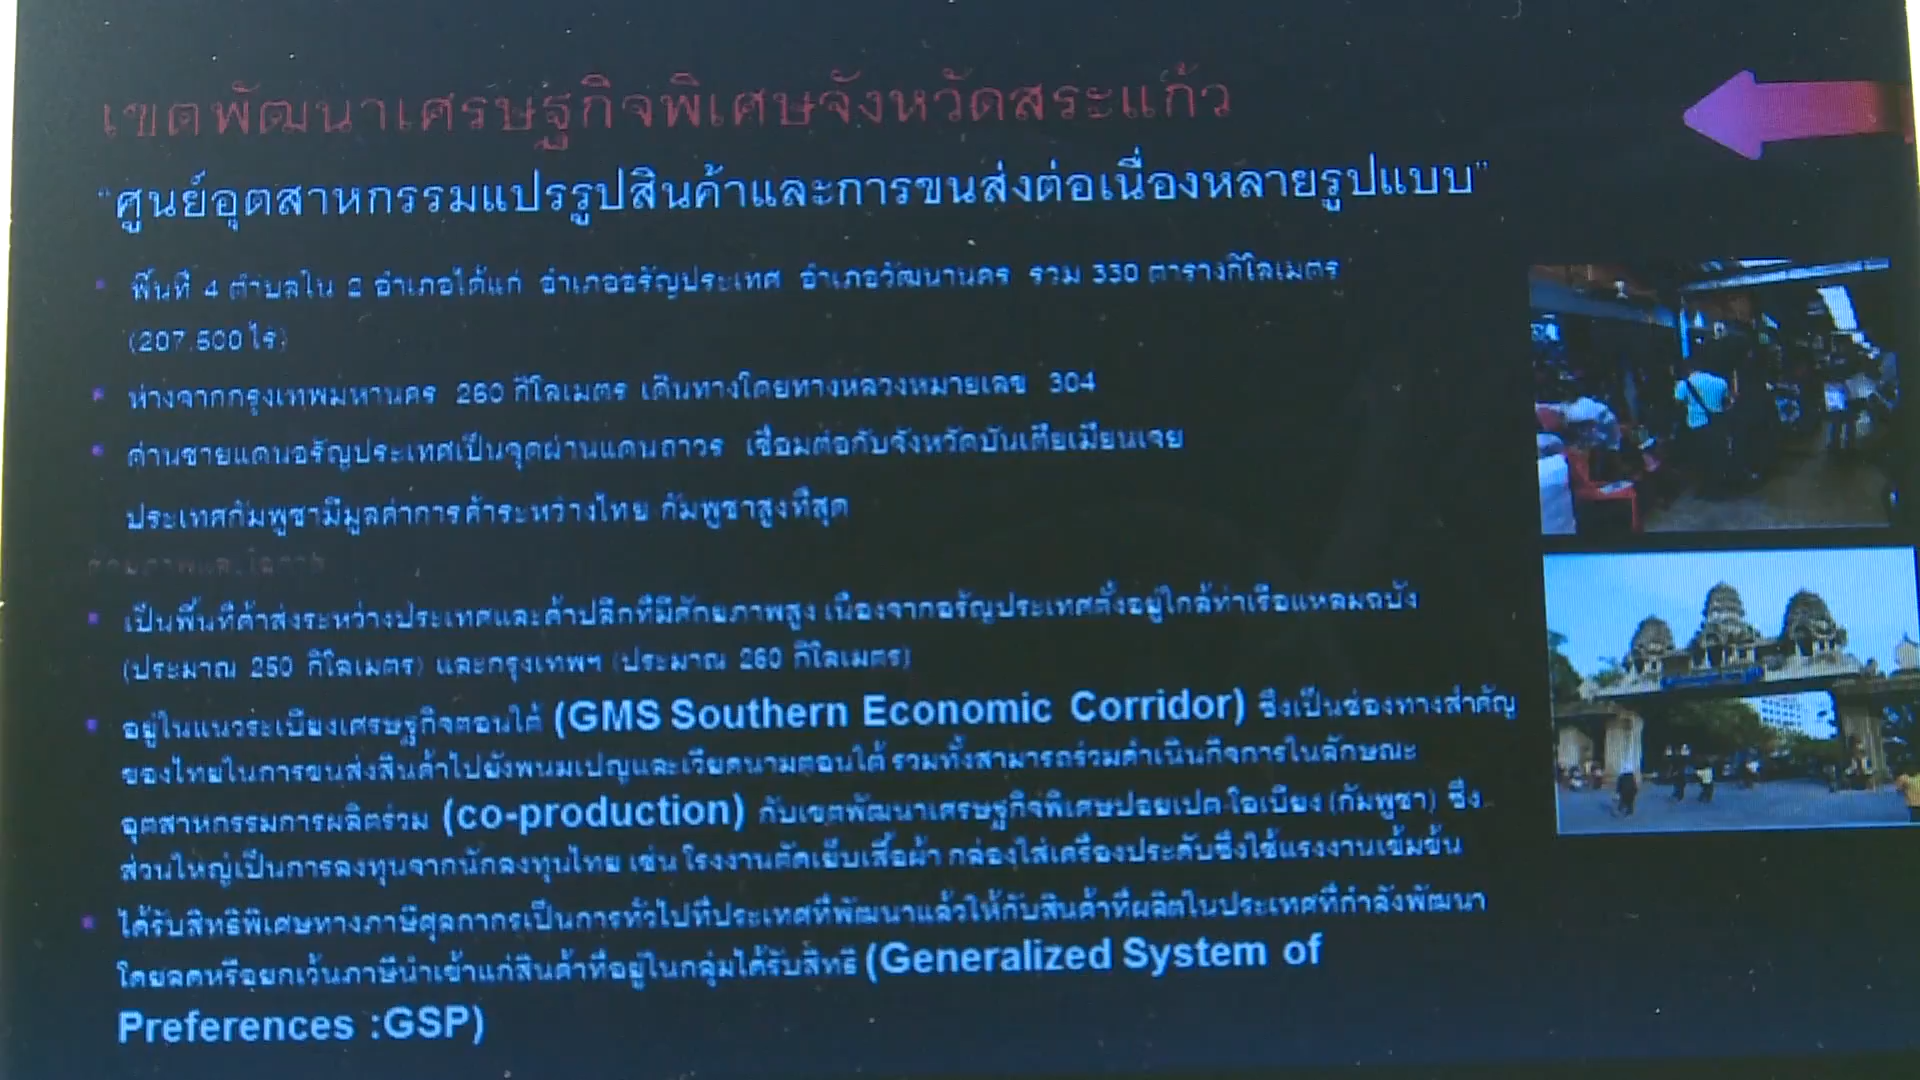 เขตพัฒนาเศรษฐกิจพิเศษจังหวัดสระแก้ว
“ศูนย์อุตสาหกรรมแปรรูปสินค้าและการขนส่งต่อเนื่องหลายรูปแบบ”
พื้นที่ 4 ตำบลใน 2 อำเภอได้แก่ อำเภออรัญประเทศ อำเภอวัฒนานคร รวม 330 ตารางกิโลเมตร
(207,500 ไร่)
ห่างจากกรุงเทพมหานคร 260 กิโลเมตร เดินทางโดยทางหลวงหมายเลข 304
ด่านชายแดนอรัญประเทศเป็นจุดผ่านแดนถาวร เชื่อมต่อกับจังหวัดบันเตียเมียนเจย
ประเทศกัมพูชามีมูลค่าการค้าระหว่างไทย กัมพูชาสูงที่สุด
เป็นพื้นที่ค้าส่งระหว่างประเทศและค้าปลีกที่มีศักยภาพสูง เนื่องจากอรัญประเทศตั้งอยู่ใกล้ท่าเรือแหลมฉบัง
(ประมาณ 250 กิโลเมตร) และกรุงเทพฯ (ประมาณ 260 กิโลเมตร)
อยู่ในแนวระเบียงเศรษฐกิจตอนใต้ (GMS Southern Economic Corridor) ซึ่งเป็นช่องทางสำคัญ
ของไทยในการขนส่งสินค้าไปยังพนมเปญและเวียดนามตอนใต้ รวมทั้งสามารถร่วมดำเนินกิจการในลักษณะ
อุตสาหกรรมการผลิตร่วม (co-production) กับเขตพัฒนาเศรษฐกิจพิเศษปอยเปต-โอเนียง (กัมพูชา) ซึ่ง
ส่วนใหญ่เป็นการลงทุนจากนักลงทุนไทย เช่น โรงงานตัดเย็บเสื้อผ้า กล่องใส่เครื่องประดับซึ่งใช้แรงงานเข้มข้น
ได้รับสิทธิพิเศษทางภาษีศุลกากรเป็นการทั่วไปที่ประเทศที่พัฒนาแล้วให้กับสินค้าที่ผลิตในประเทศที่กำลังพัฒนา
โดยลดหรือยกเว้นภาษีนำเข้าแก่สินค้าที่อยู่ในกลุ่มได้รับสิทธิ (Generalized System of
Preferences :GSP)